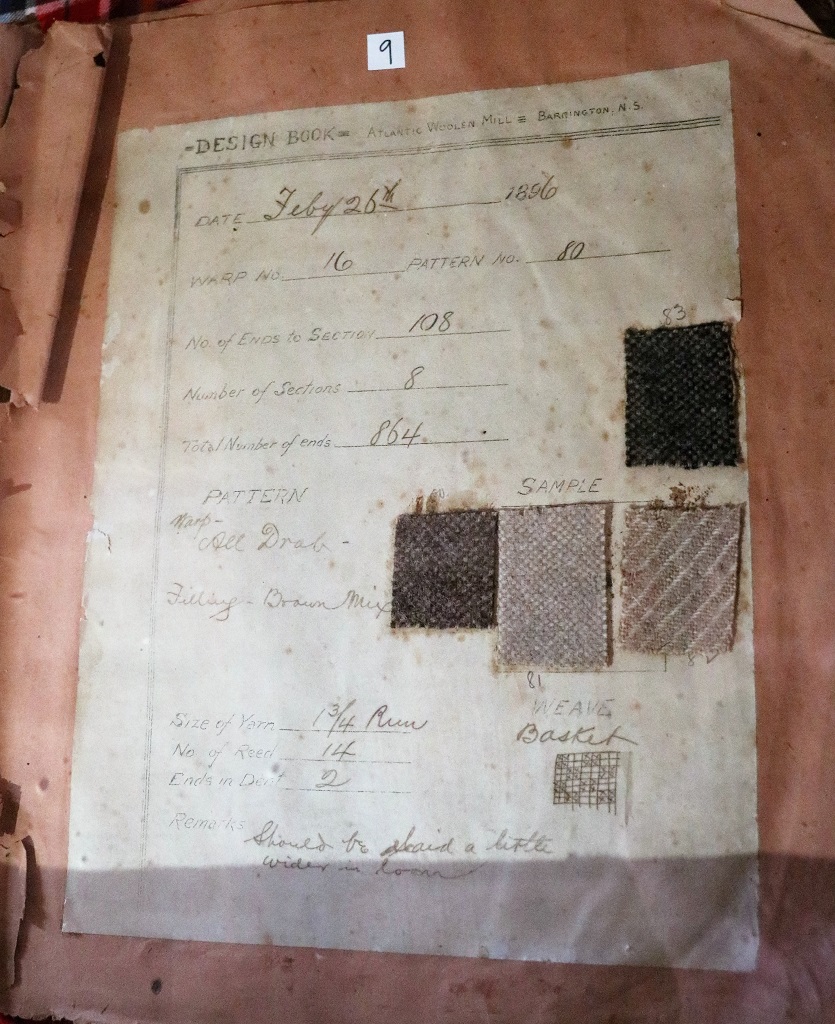 9
=DESIGN BOOK= ATLANTIC WOOLEN MILL = BARRINGTON, N.S.
DATE Feby 26th 1896
WARP NO. 16 PATTERN NO. 80
No. of ENDS to SECTION 108
83
Number of Sections 8
Total Number of ends 864
PATTERN
SAMPLE
80
Warp-
All Drab -
Filling - Brown Mix
81
82
Size of Yarn 1 3/4 Run
WEAVE
Basket
No. of Reed 14
Ends in Dent 2
Remarks
Should be laid a little
wider in loom